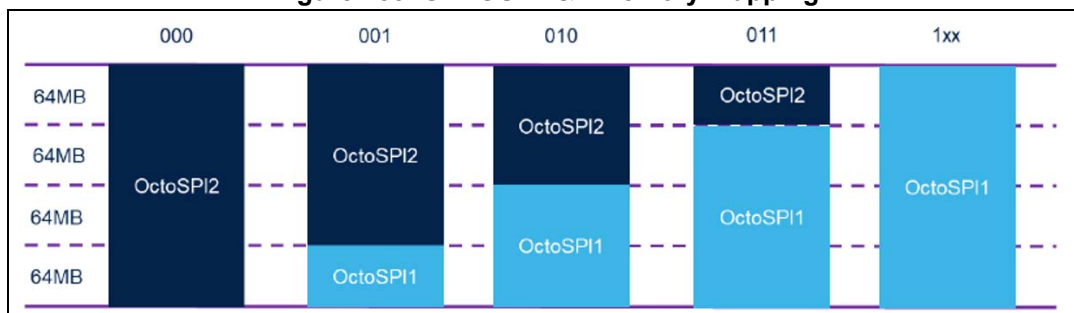 000 001 010 011 1xx
64MB OctoSPI2
OctoSPI2
64MB OctoSPI2
OctoSPI2 OctoSPI1
64MB OctoSPI1
OctoSPI1
64MB OctoSPI1